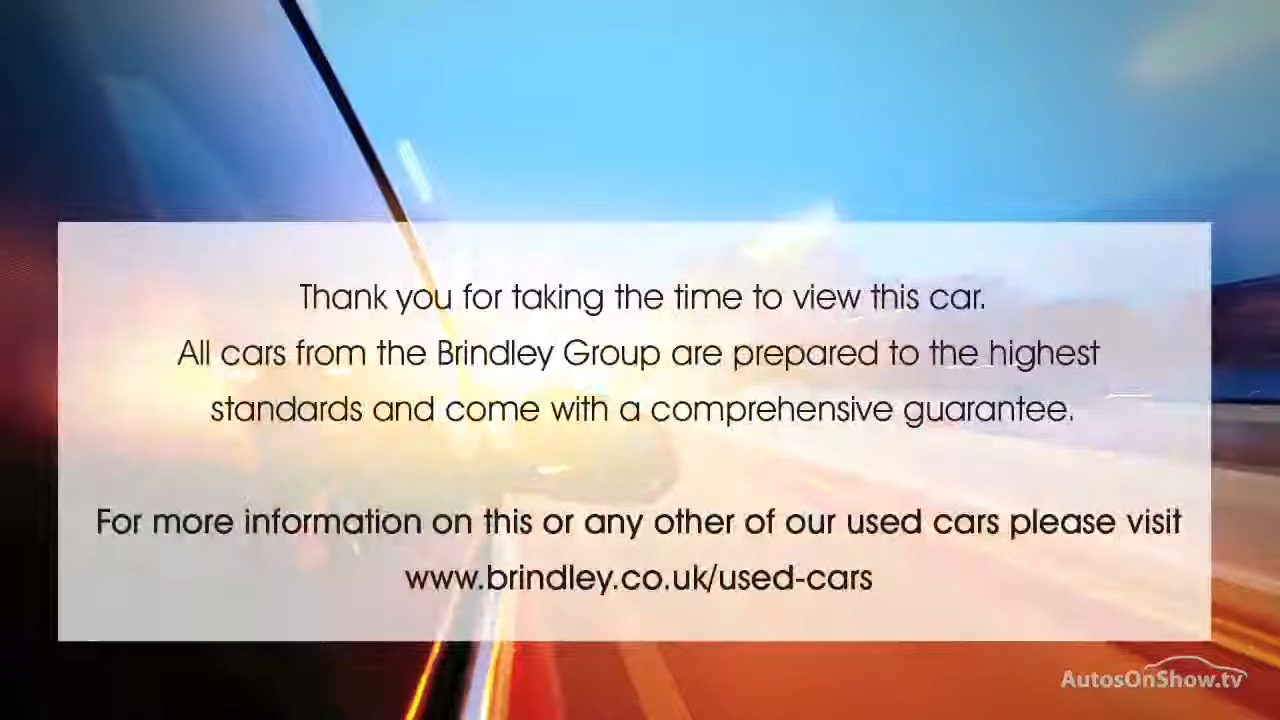 Thank you for taking the time to view this car.
All cars from the Brindley Group are prepared to the highest
standards and come with a comprehensive guarantee.
For more information on this or any other of our used cars please visit
www.brindley.co.uk/used-cars
AutosOnShow.tv